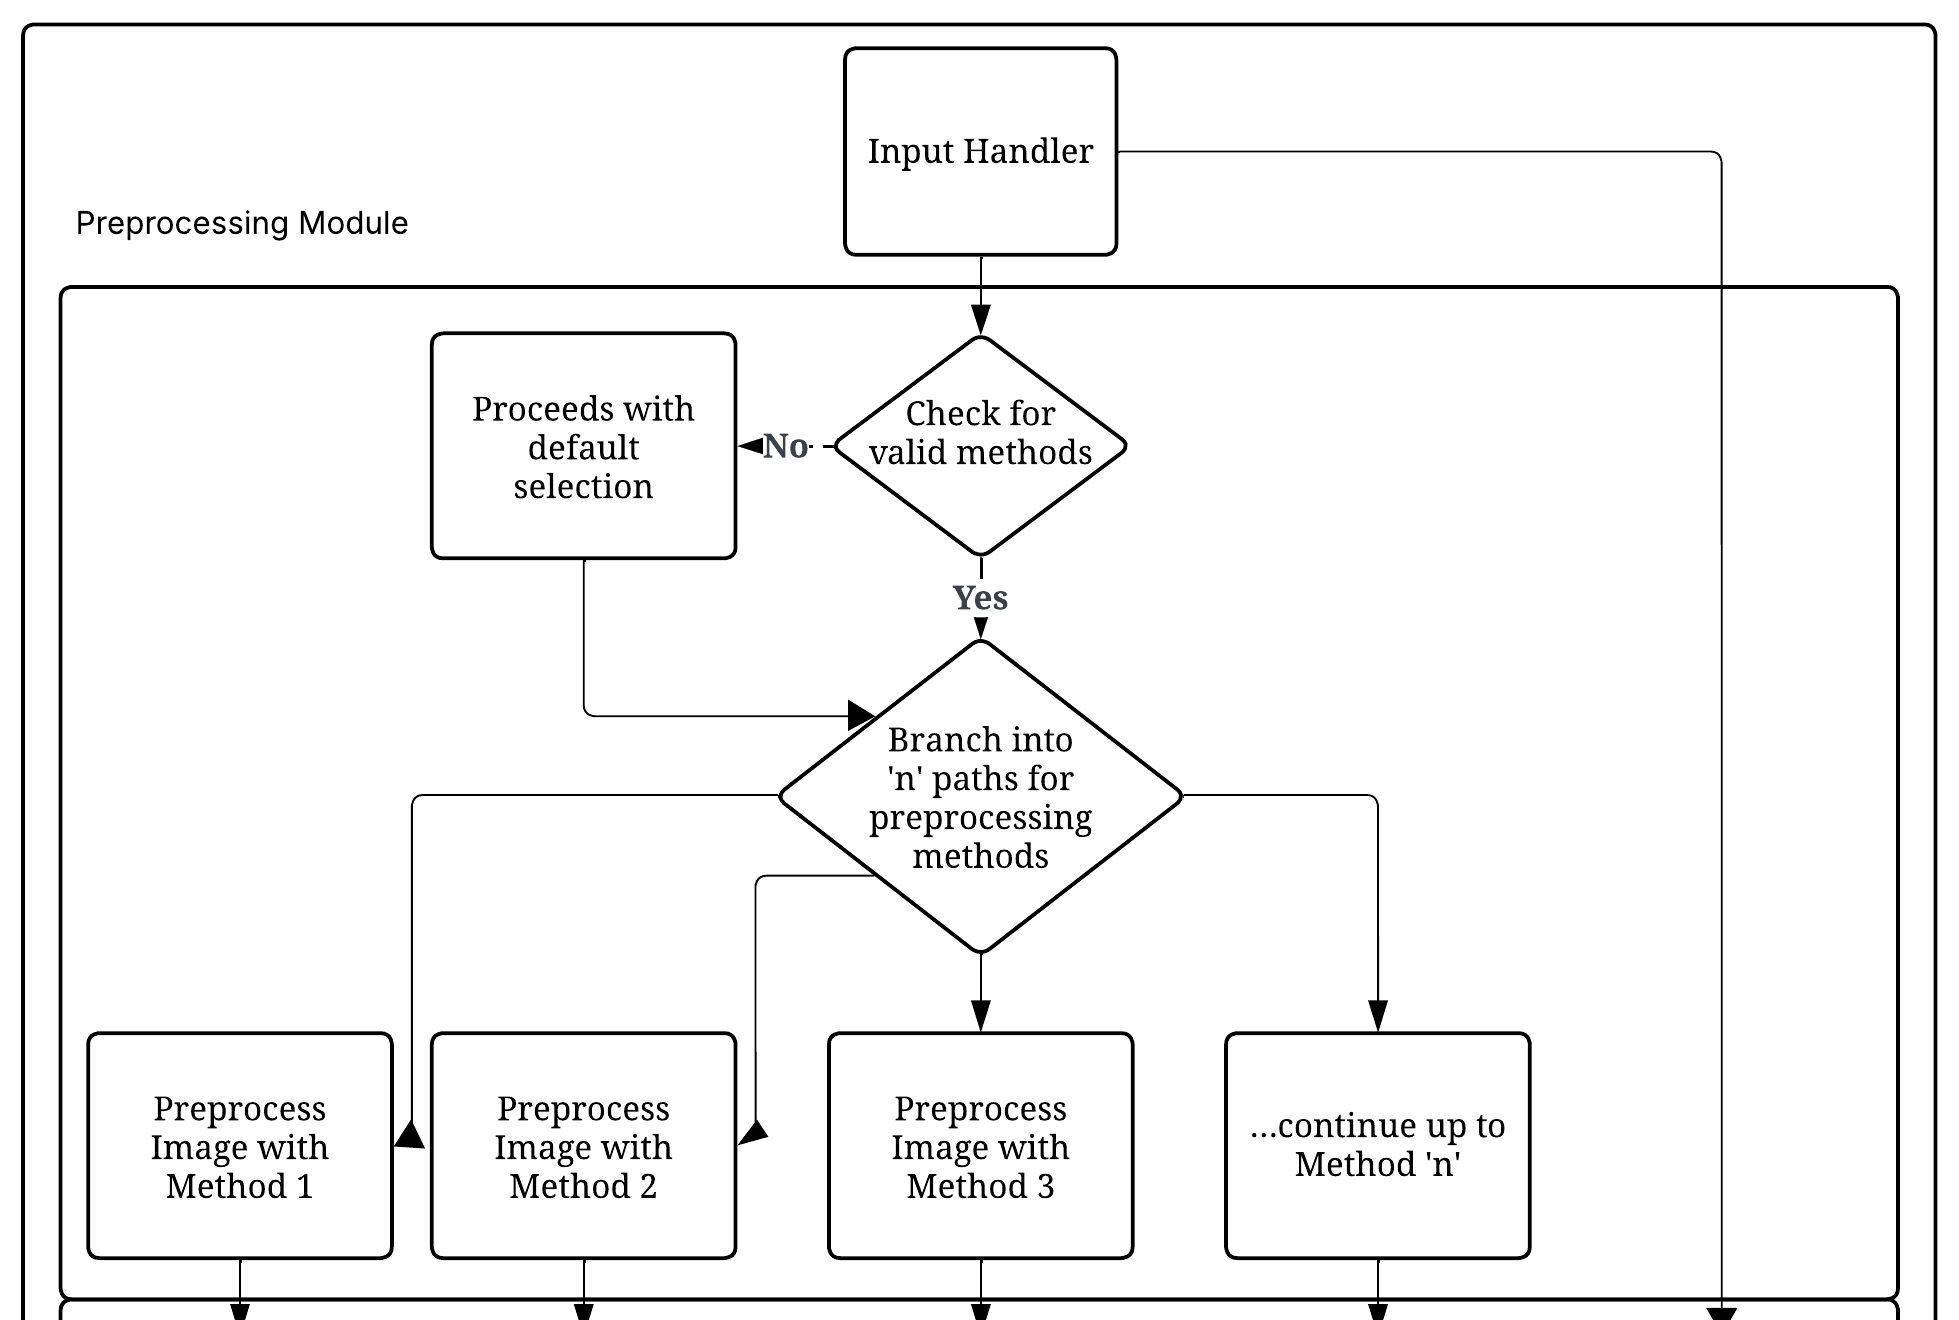 Input Handler
Preprocessing Module
Proceeds with
default
selection
No
Check for
valid methods
Yes
Branch into
'n' paths for
preprocessing
methods
Preprocess
Image with
Method 1
Preprocess
Image with
Method 2
Preprocess
Image with
Method 3
...continue up to
Method 'n'